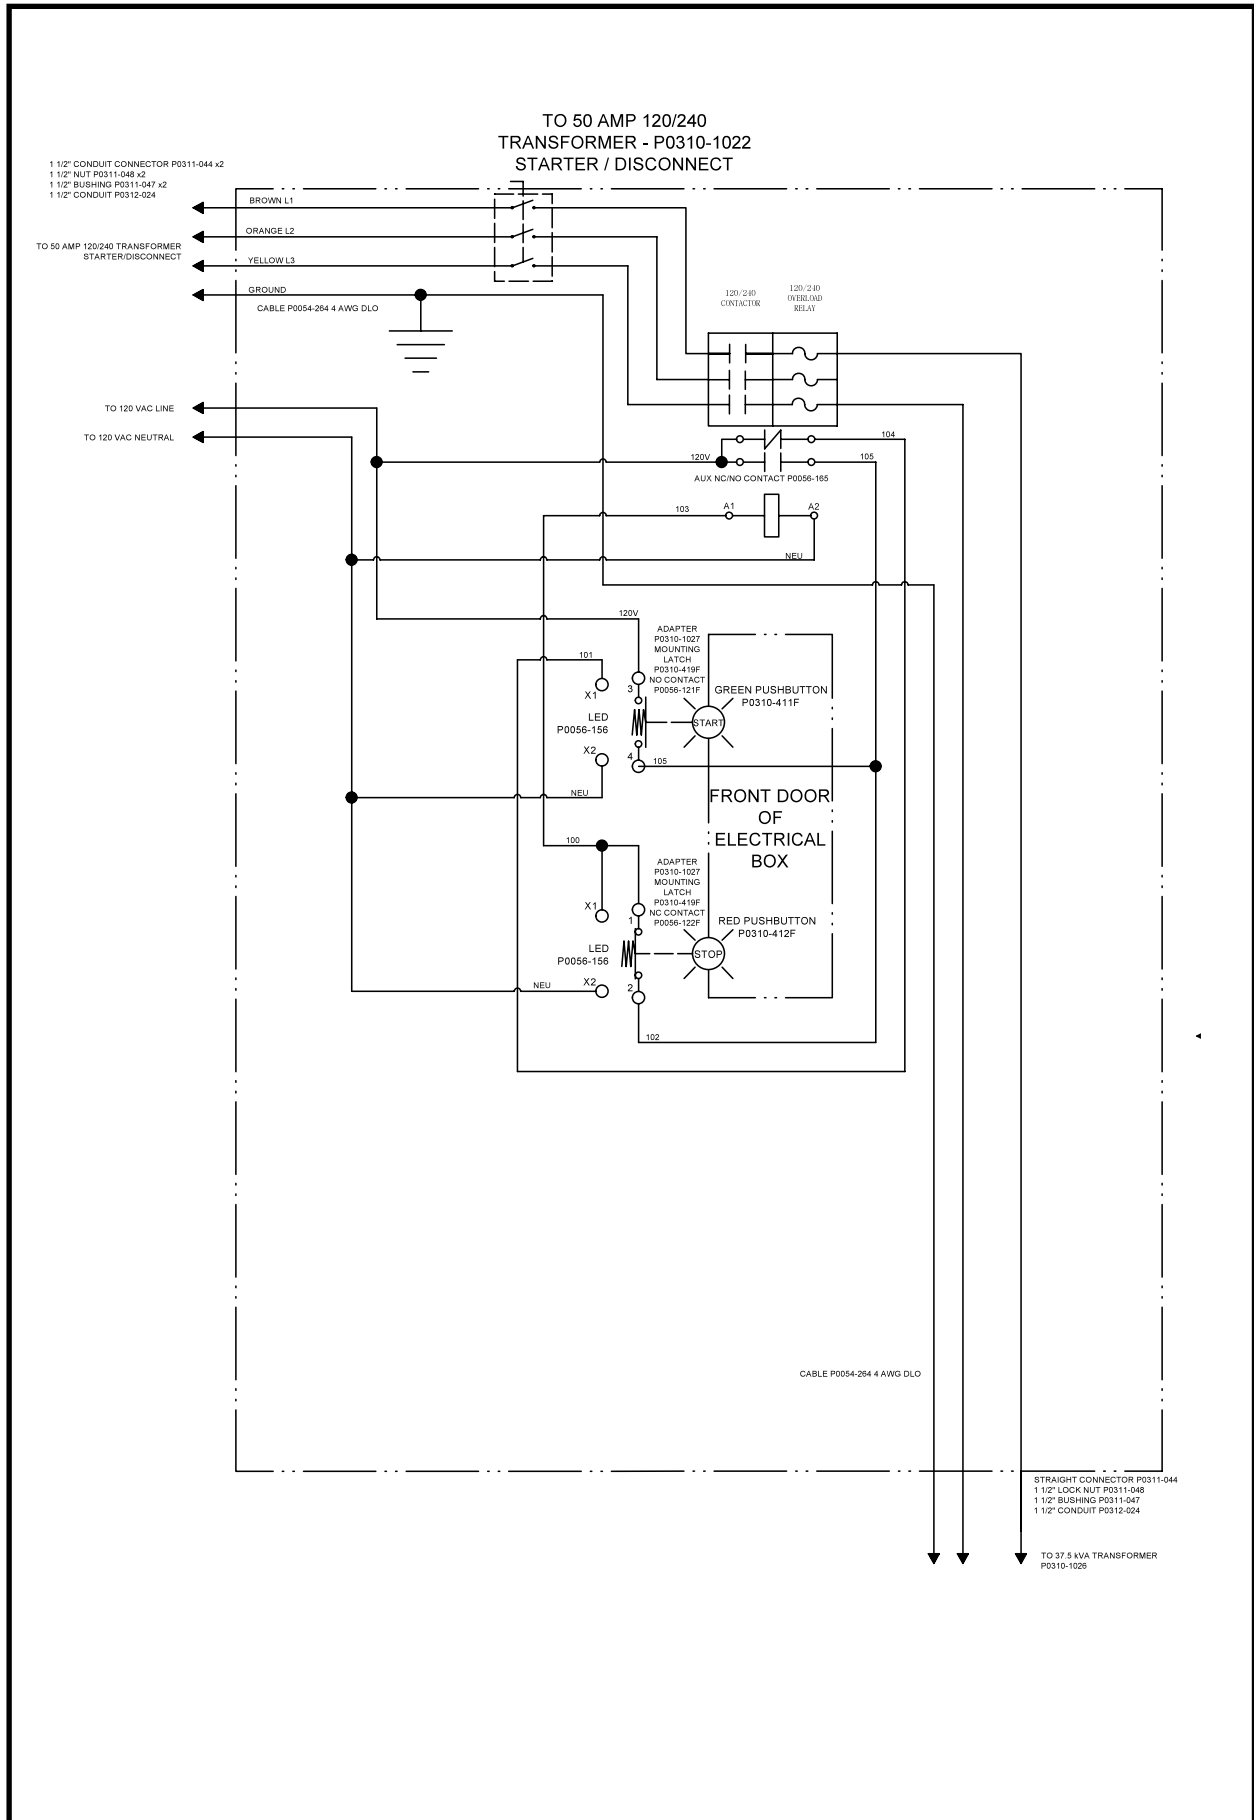 TO 50 AMP 120/240
TRANSFORMER - P0310-1022
STARTER / DISCONNECT
1 1/2" CONDUIT CONNECTOR P0311-044 x2
1 1/2" NUT P0311-048 x2
1 1/2" BUSHING P0311-047 x2
1 1/2" CONDUIT P0312-024
BROWN L1
ORANGE L2
TO 50 AMP 120/240 TRANSFORMER
STARTER/DISCONNECT
YELLOW L3
GROUND
CABLE P0054-264 4 AWG DLO
120/240
CONTACTOR
120/240
OVERLOAD
RELAY
TO 120 VAC LINE
TO 120 VAC NEUTRAL
104
120V
105
AUX NC/NO CONTACT P0056-165
103
A1
A2
NEU
120V
ADAPTER
P0310-1027
MOUNTING
LATCH
P0310-419F
NO CONTACT
P0056-121F
101
X1
3
GREEN PUSHBUTTON
P0310-411F
LED
P0056-156
START
X2
4
105
NEU
FRONT DOOR
OF
ELECTRICAL
BOX
100
ADAPTER
P0310-1027
MOUNTING
LATCH
P0310-419F
NC CONTACT
P0056-122F
X1
1
RED PUSHBUTTON
P0310-412F
LED
P0056-156
STOP
X2
2
NEU
102
CABLE P0054-264 4 AWG DLO
STRAIGHT CONNECTOR P0311-044
1 1/2" LOCK NUT P0311-048
1 1/2" BUSHING P0311-047
1 1/2" CONDUIT P0312-024
TO 37.5 kVA TRANSFORMER
P0310-1026